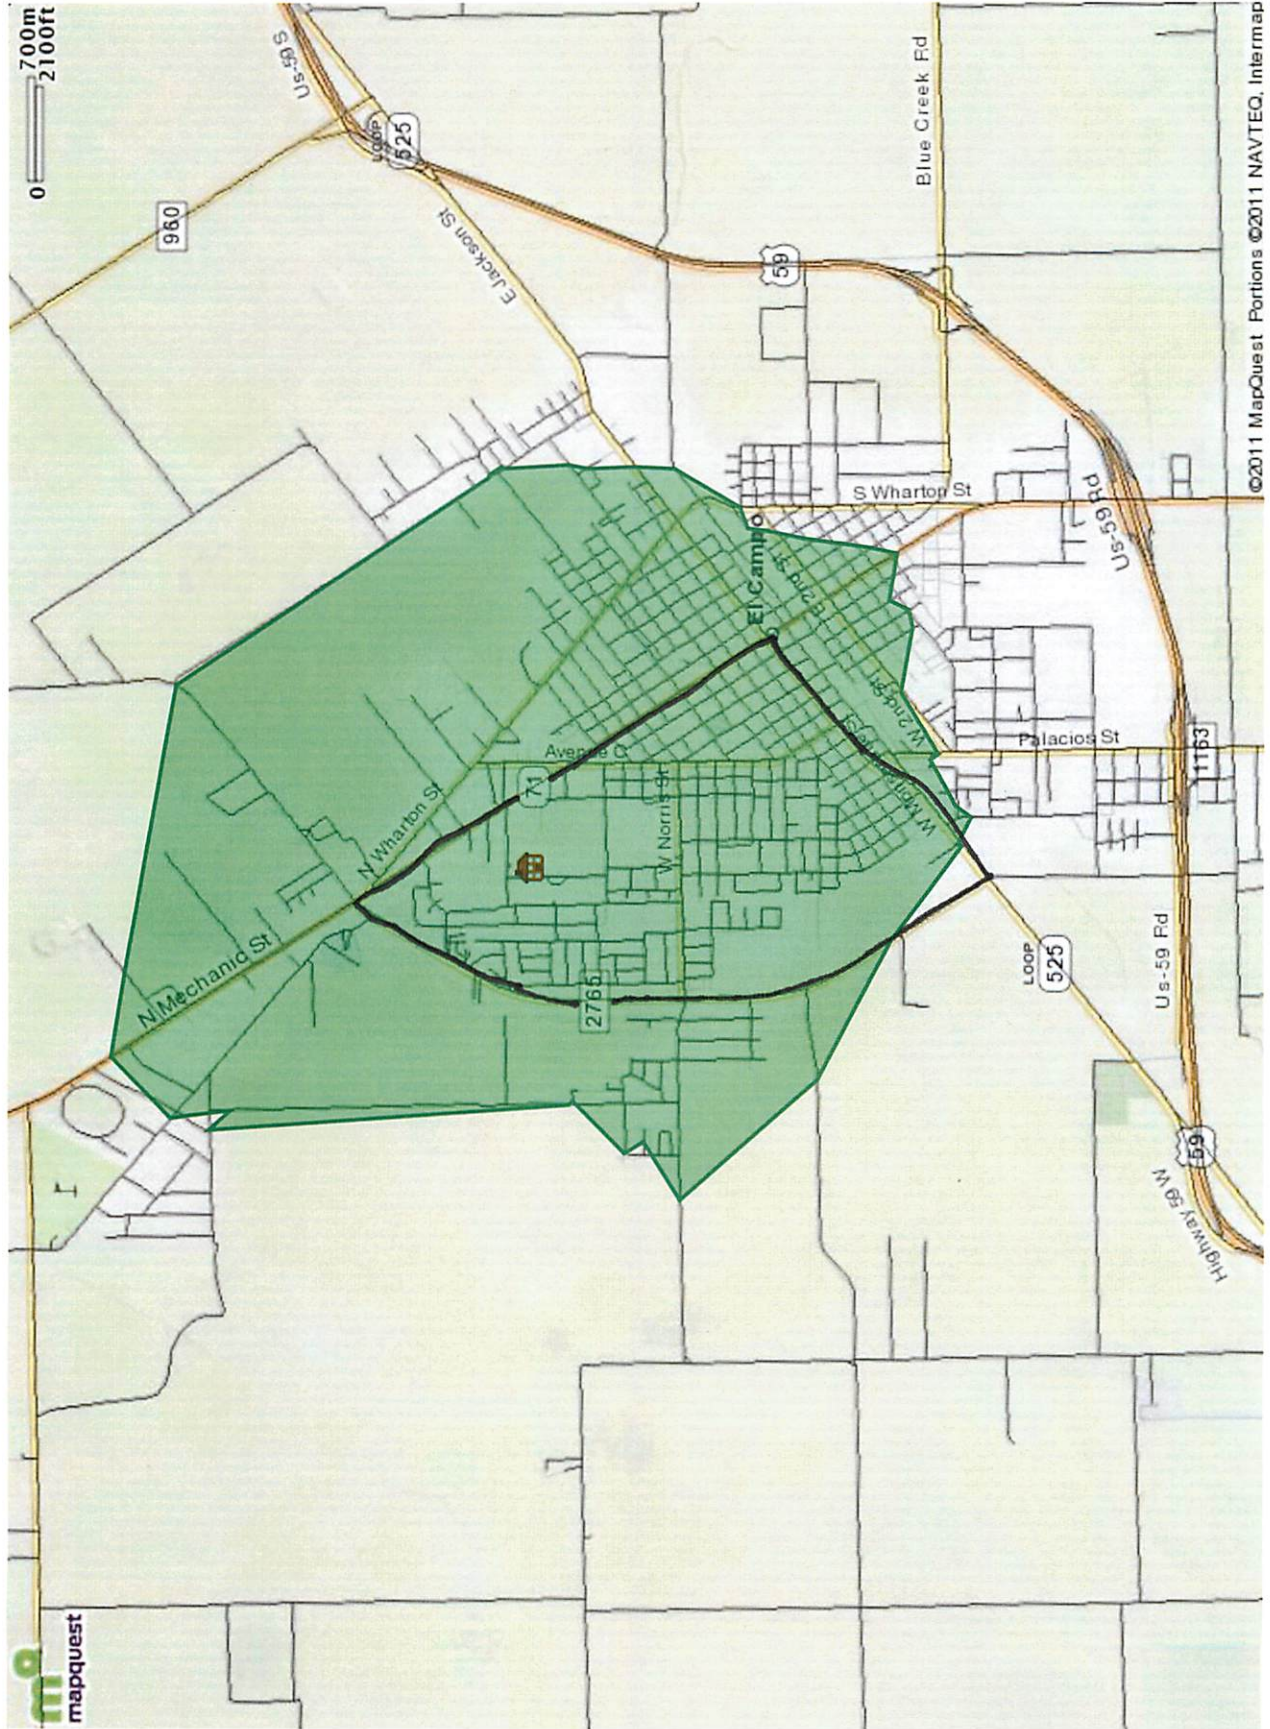 mapquest
0 700m
2100ft
Us-59 S
LOOP
525
960
E Jackson St
59
Blue Creek Rd
S Wharton St
Us-59 Rd
El Campo
E 2nd St
W 2nd St
Palacios St
1163
Avenue C
71
N Wharton St
W Norris St
N Mechanic St
2765
LOOP
525
Us-59 Rd
59
Highway 59 W
©2011 MapQuest Portions ©2011 NAVTEQ, Intermap